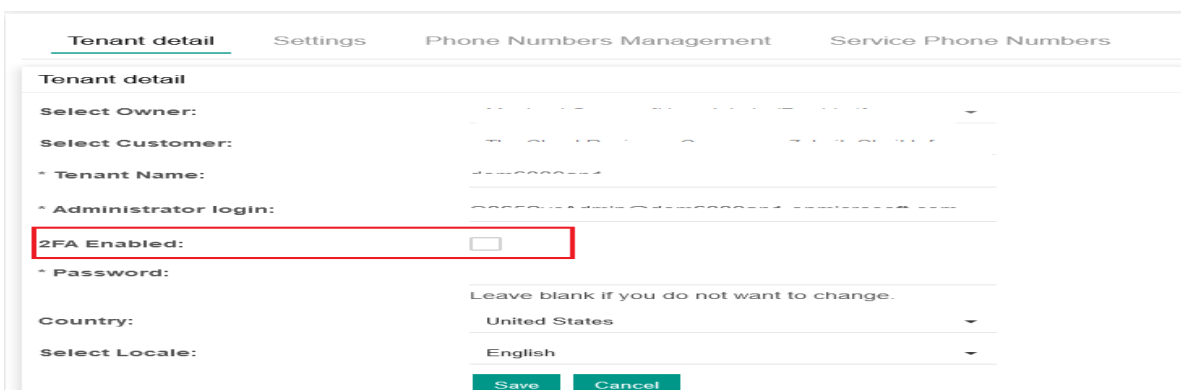 Tenant detail Settings Phone Numbers Management Service Phone Numbers
Tenant detail
Select Owner:
Select Customer:
* Tenant Name:
* Administrator login:
2FA Enabled:
* Password:
Leave blank if you do not want to change.
Country: United States
Select Locale: English
Save Cancel